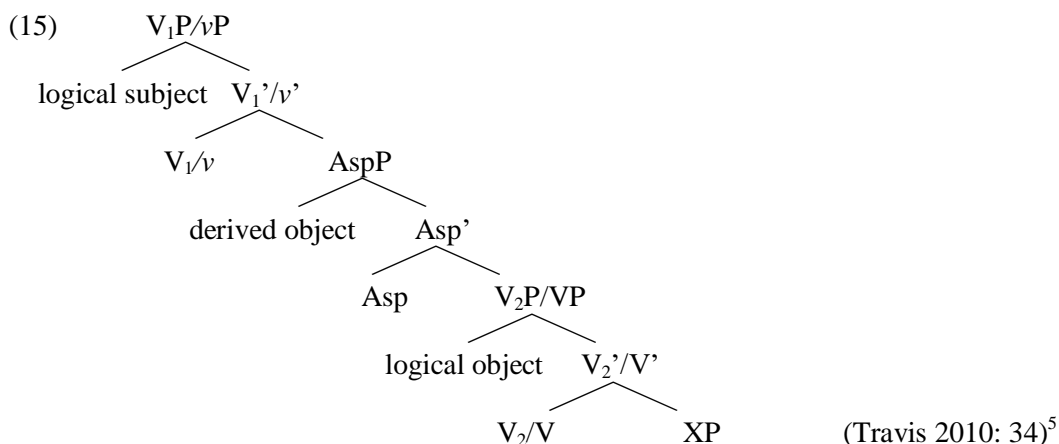 (15) V₁P/vP
logical subject V₁’/v’
V₁/v AspP
derived object Asp’
Asp V₂P/VP
logical object V₂’/V’
V₂/V XP (Travis 2010: 34)⁵